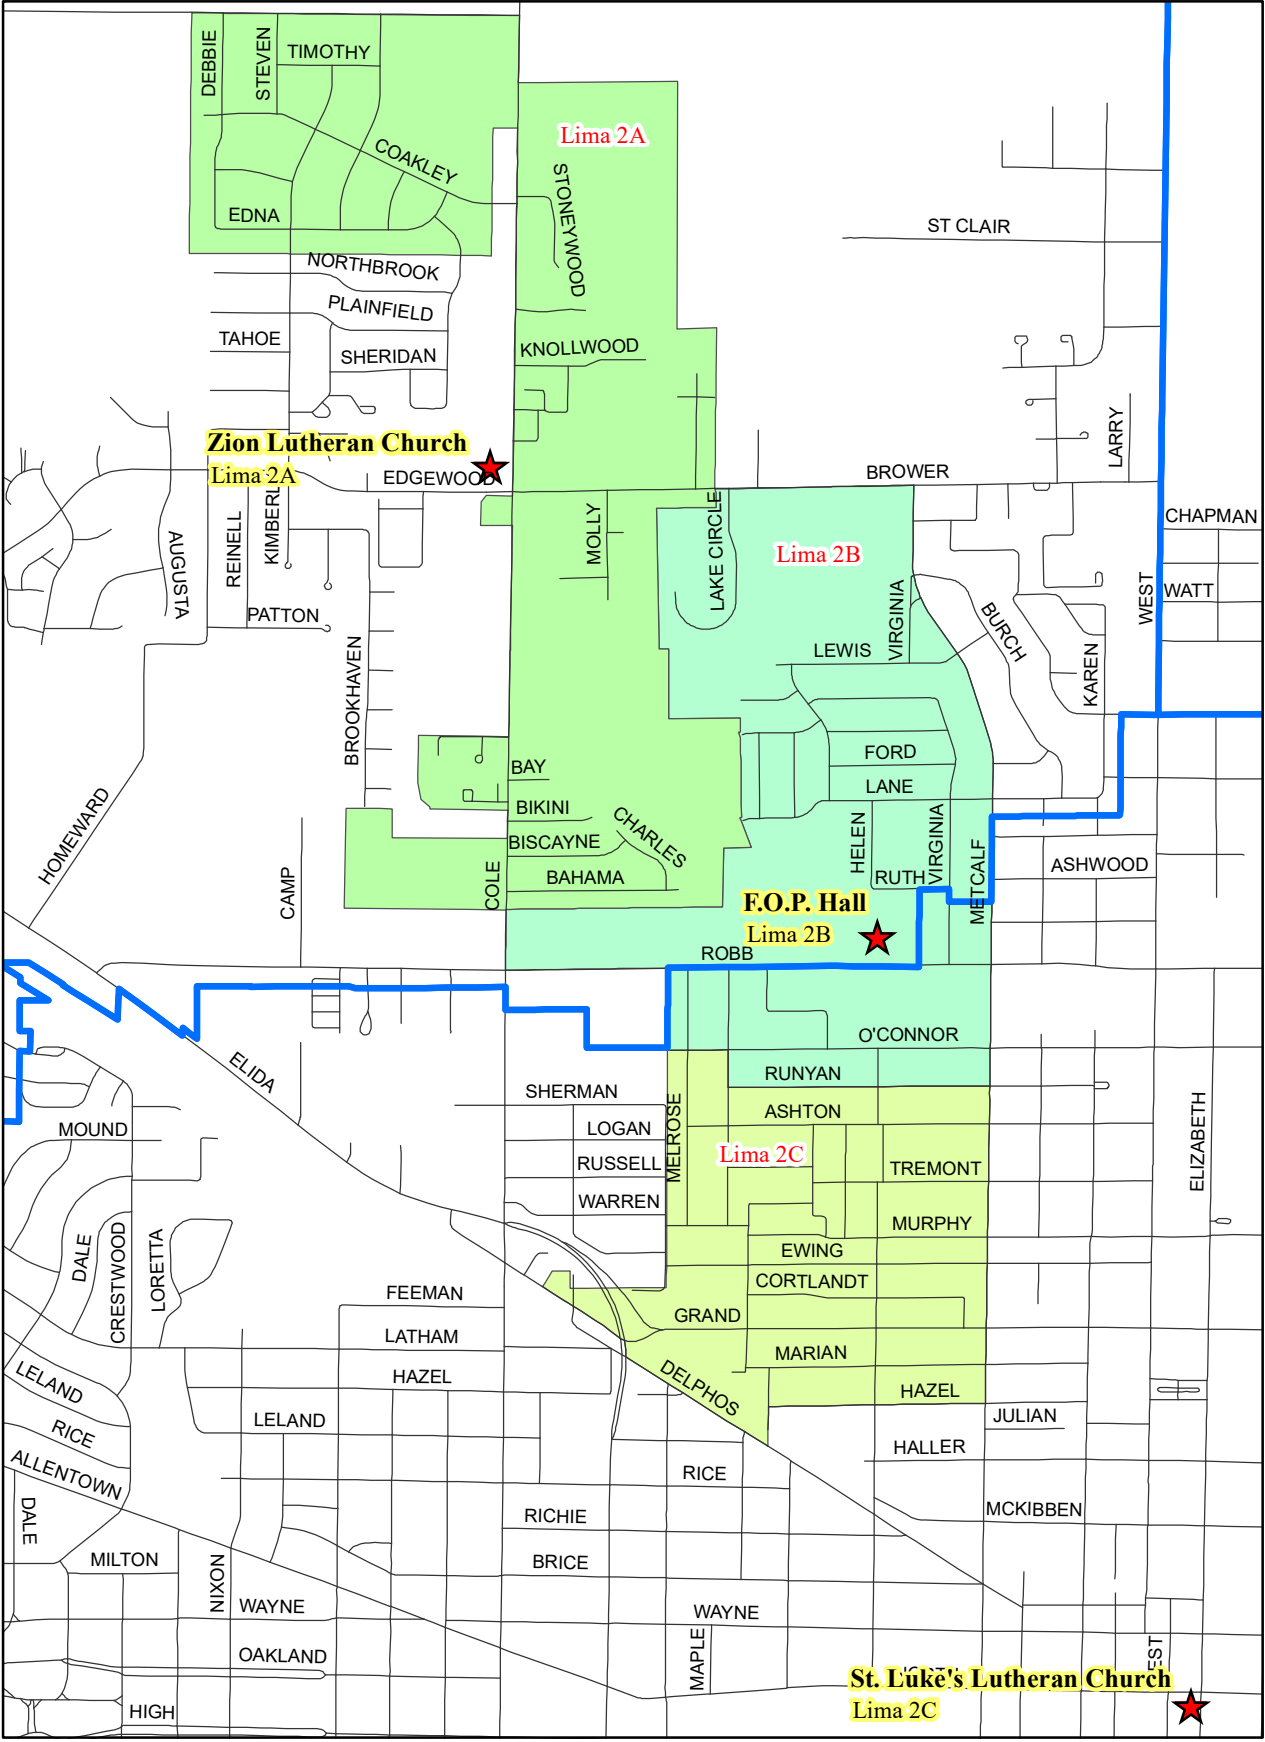 DEBBIE
STEVEN
TIMOTHY
Lima 2A
COAKLEY
STONEYWOOD
EDNA
ST CLAIR
NORTHBROOK
PLAINFIELD
TAHOE
SHERIDAN
KNOLLWOOD
LARRY
Zion Lutheran Church
Lima 2A
EDGEWOOD
BROWER
CHAPMAN
MOLLY
LAKE CIRCLE
Lima 2B
AUGUSTA
REINELL
WEST
WATT
PATTON
VIRGINIA
BURCH
BROOKHAVEN
LEWIS
KAREN
FORD
BAY
LANE
HOMEWARD
BIKINI
CHARLES
BISCAYNE
HELEN
VIRGINIA
ASHWOOD
CAMP
COLE
BAHAMA
RUTH
METCALF
F.O.P. Hall
Lima 2B
ROBB
O'CONNOR
ELIDA
RUNYAN
SHERMAN
MELROSE
ASHTON
ELIZABETH
MOUND
LOGAN
Lima 2C
RUSSELL
TREMONT
WARREN
MURPHY
DALE
CRESTWOOD
LORETTA
EWING
CORTLANDT
FEEMAN
GRAND
LATHAM
MARIAN
LELAND
HAZEL
DELPHOS
HAZEL
LELAND
JULIAN
RICE
HALLER
ALLENTOWN
RICE
DALE
RICHIE
MCKIBBEN
MILTON
NIXON
BRICE
WAYNE
WAYNE
OAKLAND
MAPLE
St. Luke's Lutheran Church
Lima 2C
HIGH